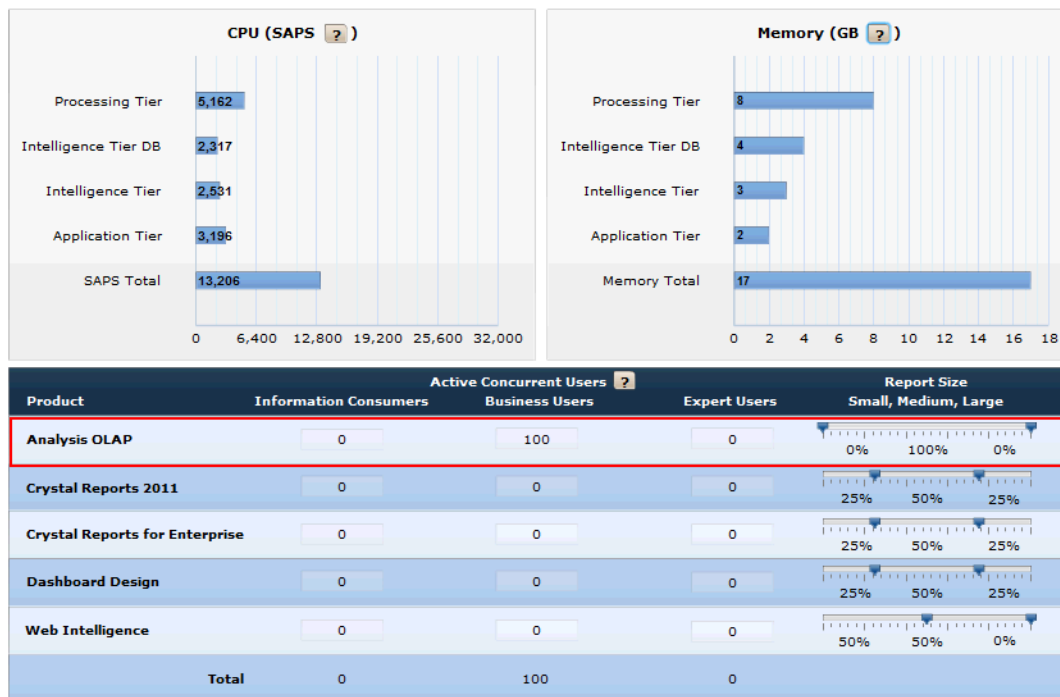 CPU (SAPS ? )
Processing Tier 5,162
Intelligence Tier DB 2,317
Intelligence Tier 2,531
Application Tier 3,196
SAPS Total 13,206
0 6,400 12,800 19,200 25,600 32,000
Memory (GB ? )
Processing Tier 8
Intelligence Tier DB 4
Intelligence Tier 3
Application Tier 2
Memory Total 17
0 2 4 6 8 10 12 14 16 18
Active Concurrent Users ? Report Size
Product Information Consumers Business Users Expert Users Small, Medium, Large
Analysis OLAP 0 100 0
0% 100% 0%
Crystal Reports 2011 0 0 0
25% 50% 25%
Crystal Reports for Enterprise 0 0 0
25% 50% 25%
Dashboard Design 0 0 0
25% 50% 25%
Web Intelligence 0 0 0
50% 50% 0%
Total 0 100 0